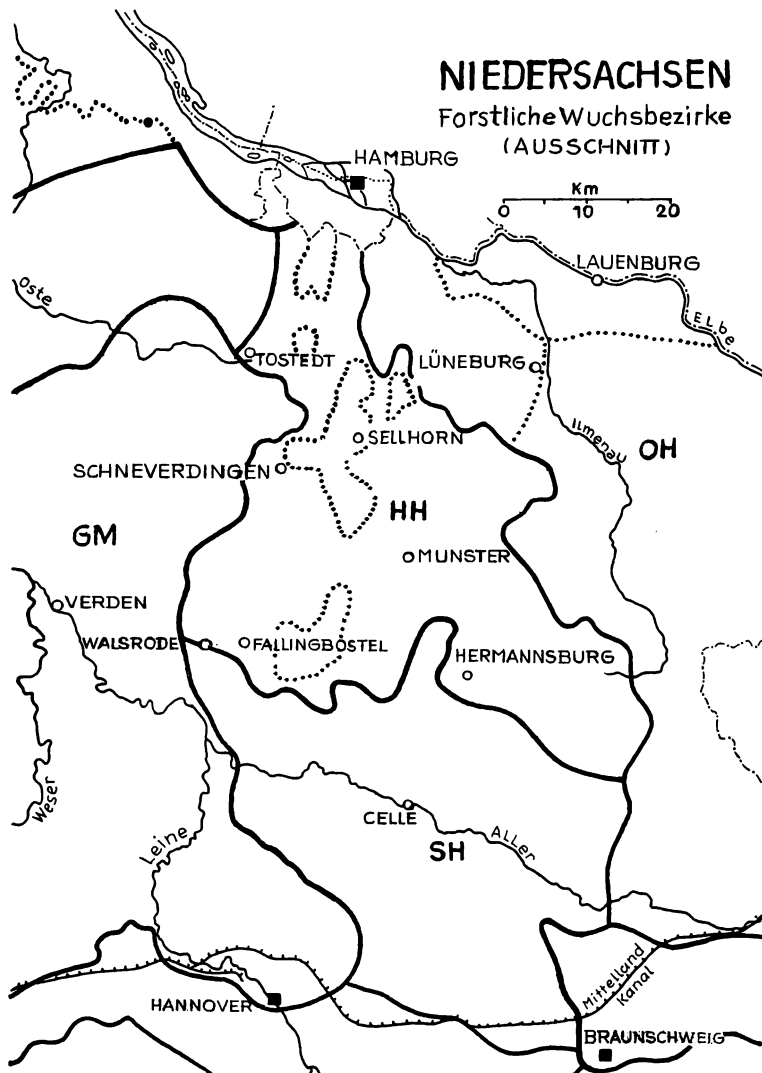 NIEDERSACHSEN
Forstliche Wuchsbezirke
(AUSSCHNITT)
HAMBURG
Km
0 10 20
LAUENBURG
Oste
Elbe
TOSTEDT
LÜNEBURG
SELLHORN
Ilmenau
OH
SCHNEVERDINGEN
HH
GM
MUNSTER
VERDEN
WALSRODE
FALLINGBOSTEL
HERMANNSBURG
Weser
CELLE
Leine
ALLER
SH
Mittelland
Kanal
HANNOVER
BRAUNSCHWEIG